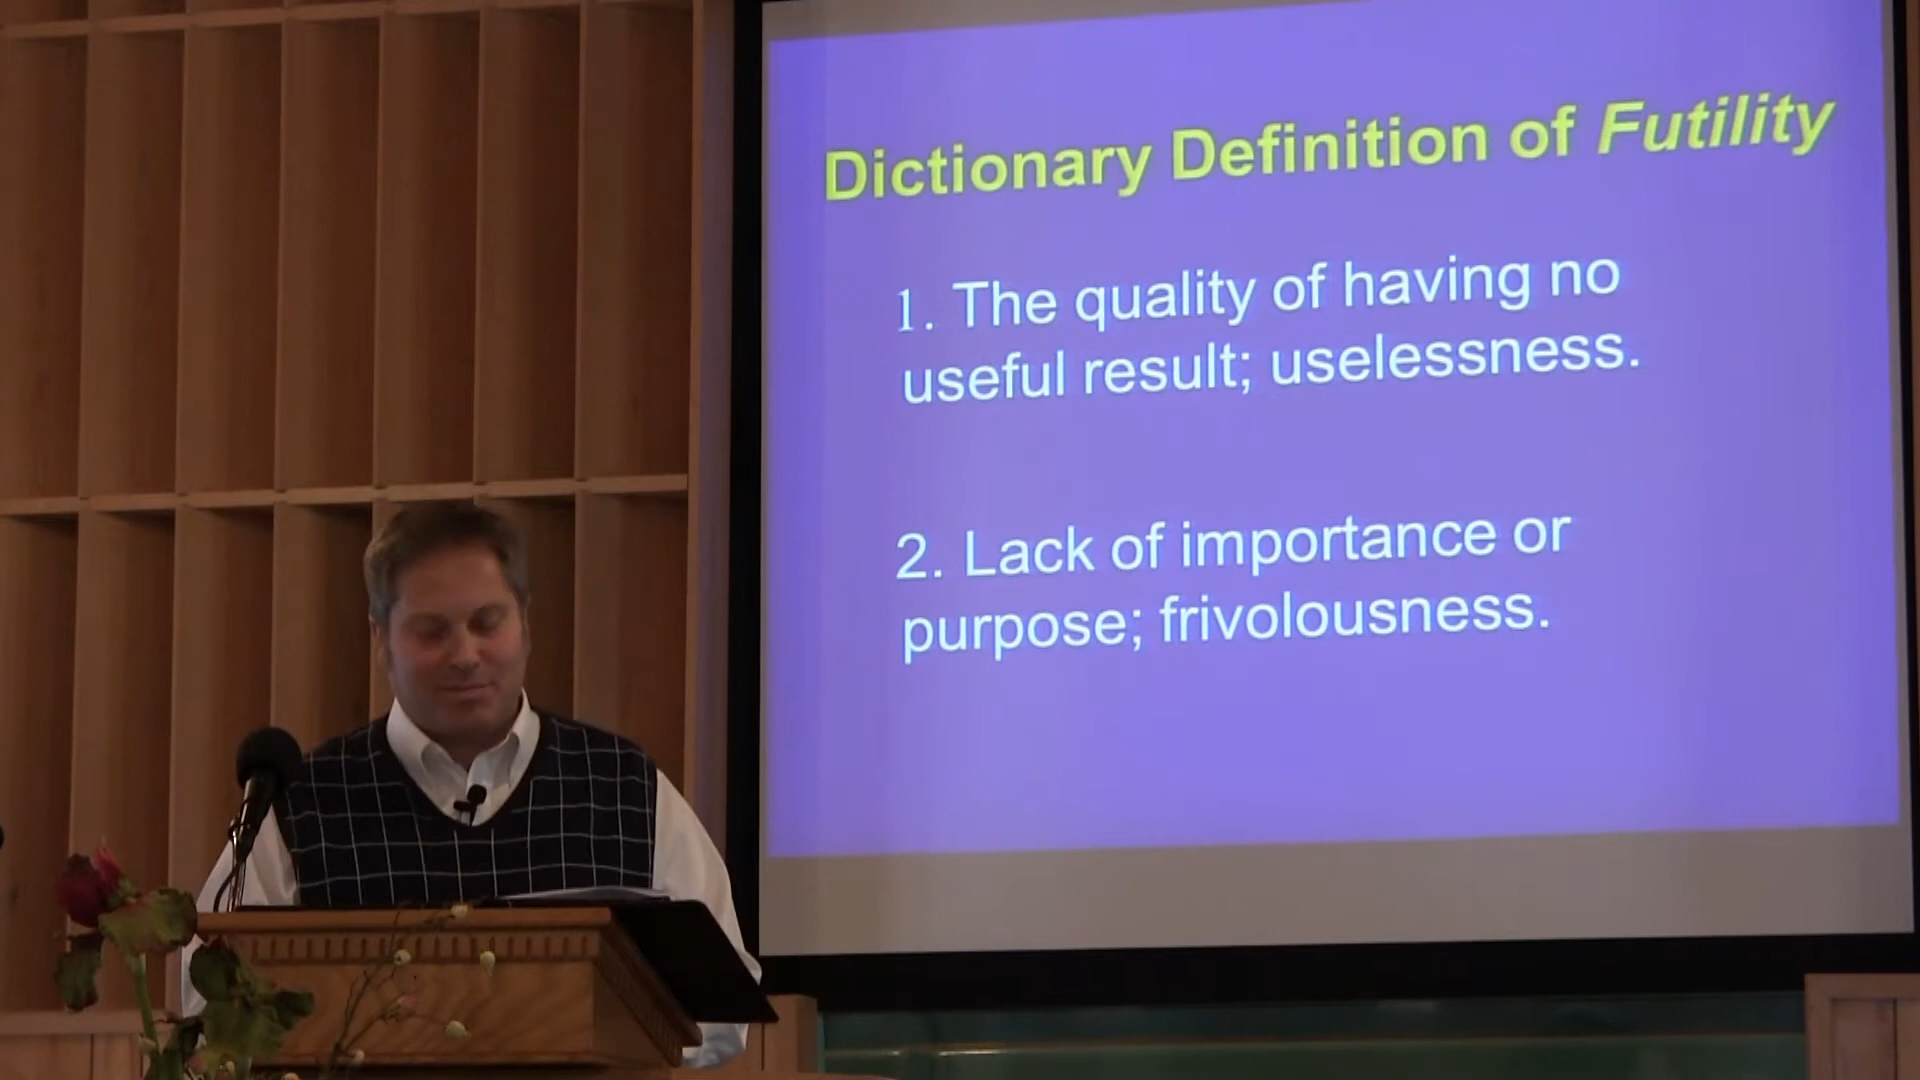 Dictionary Definition of Futility
1. The quality of having no
useful result; uselessness.
2. Lack of importance or
purpose; frivolousness.